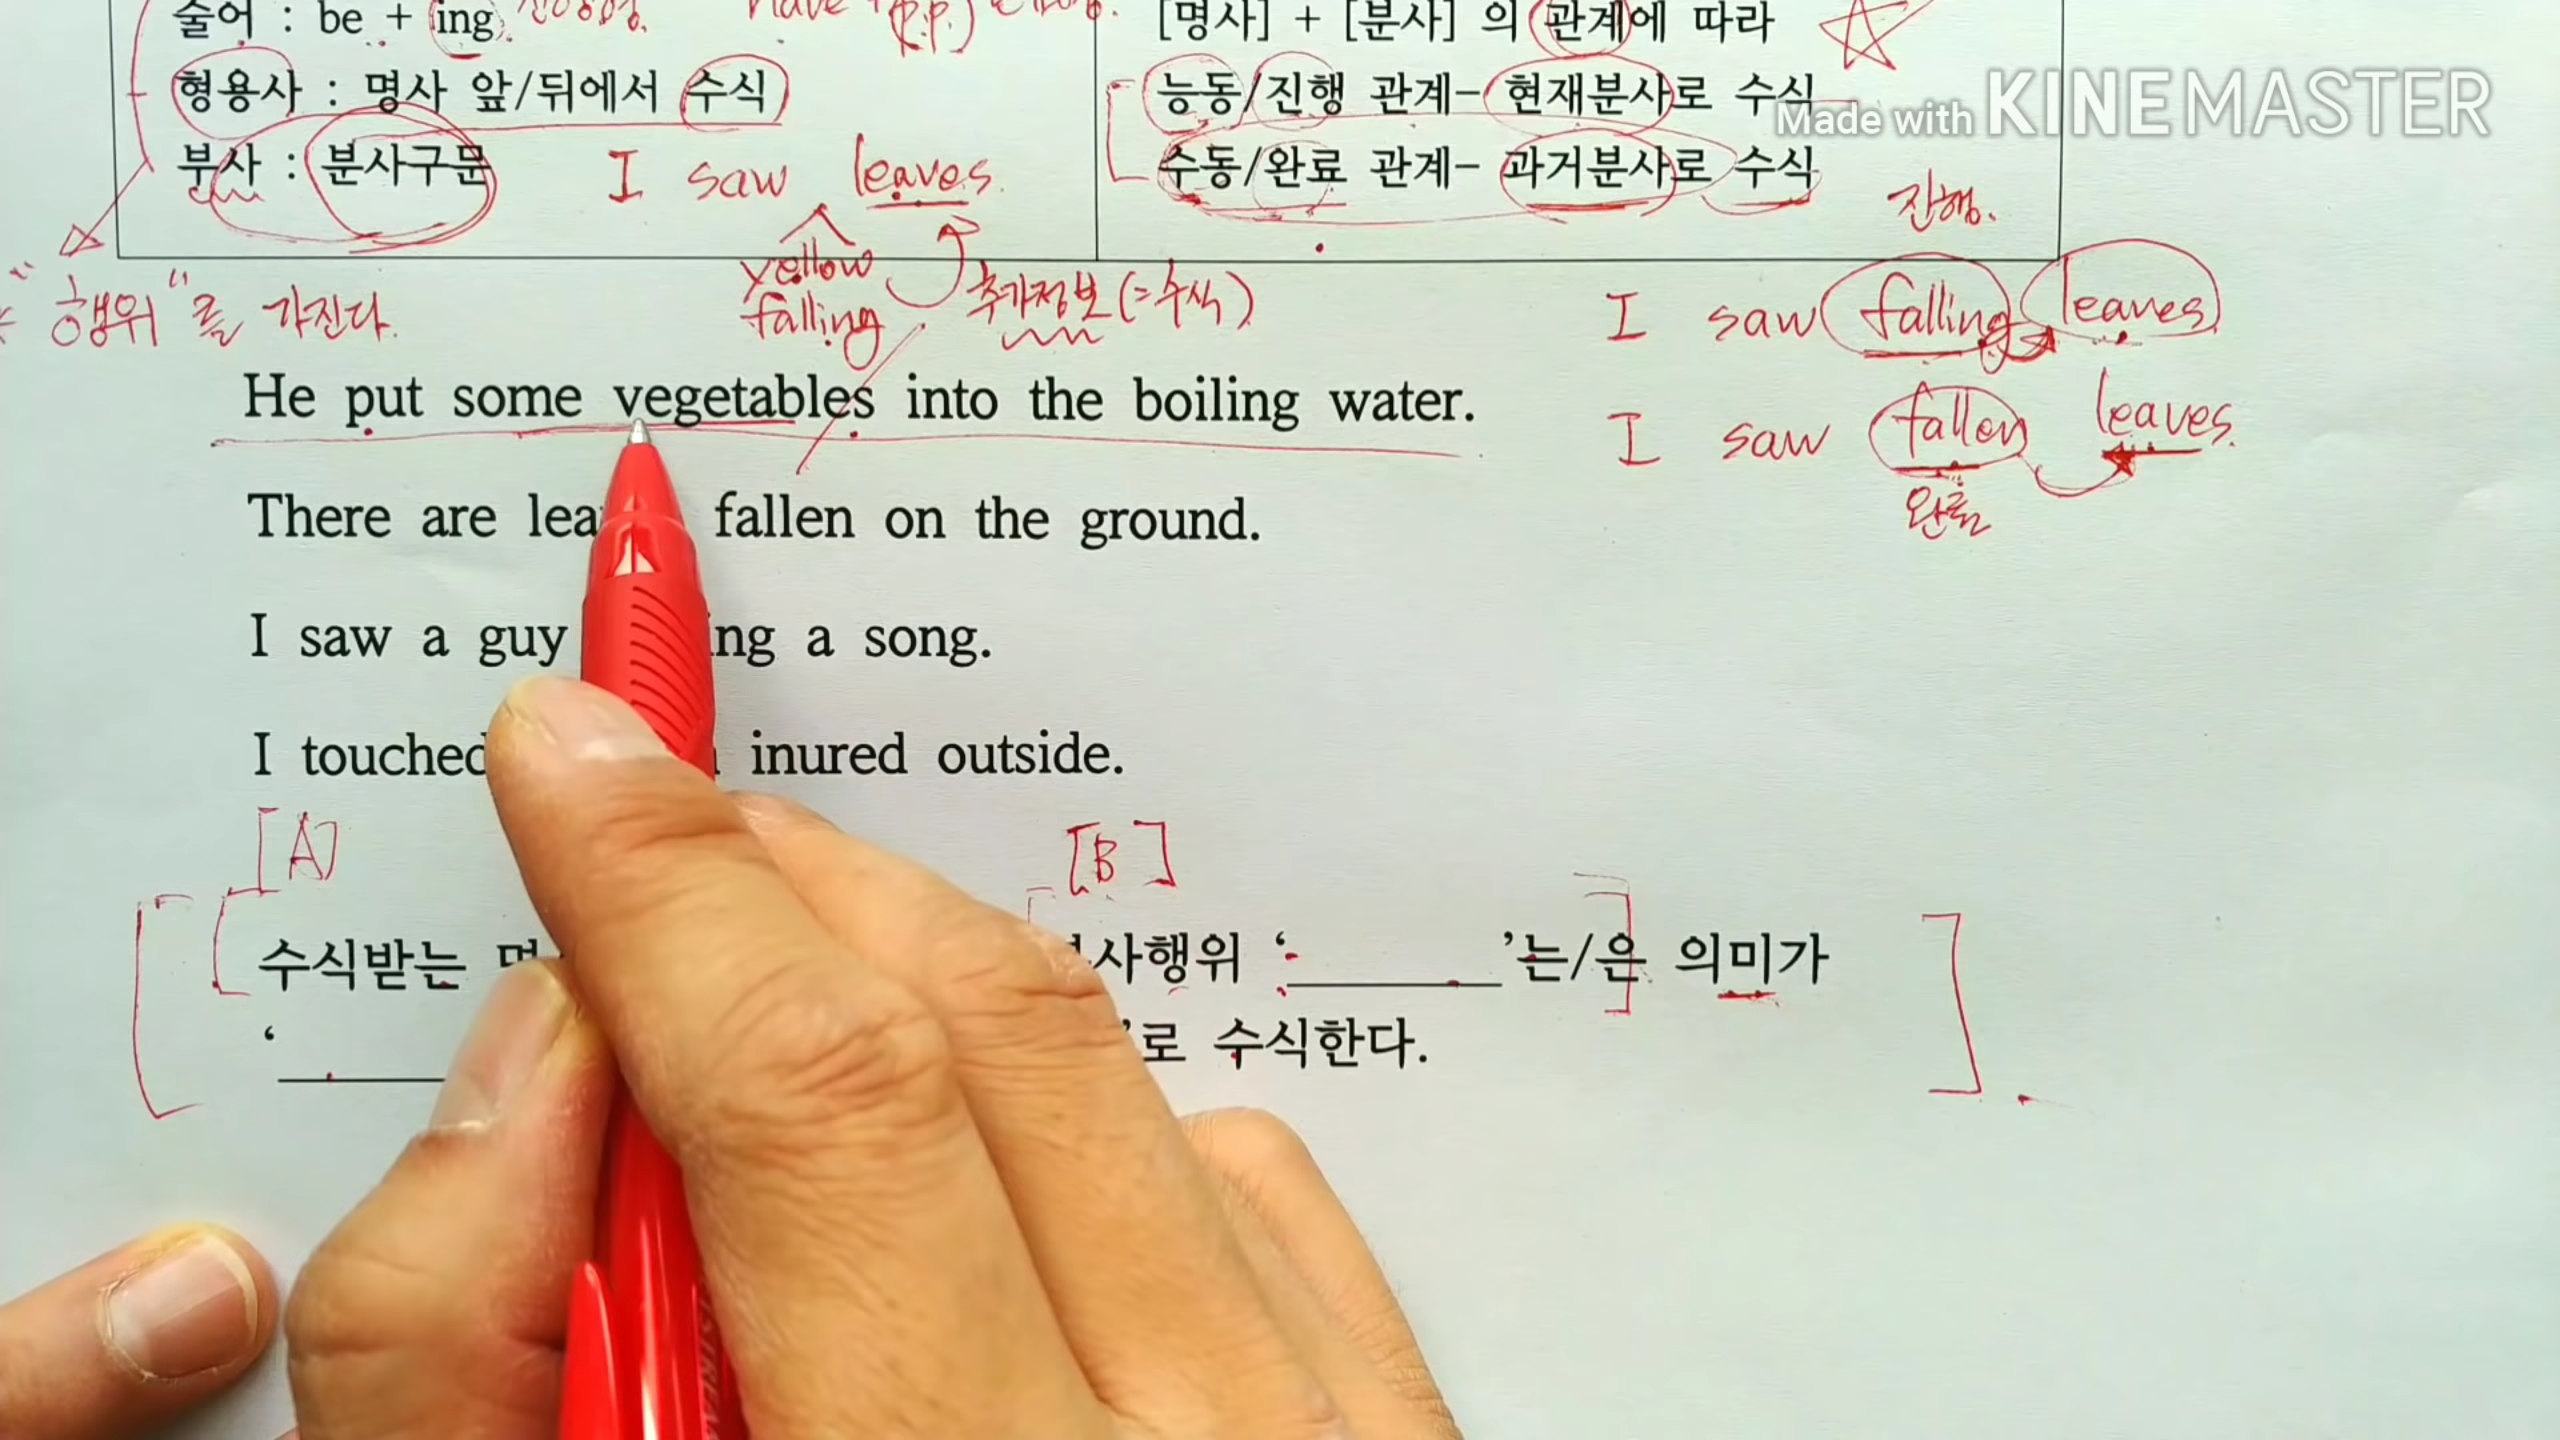 술어 : be + ing 진행형. have + (p.p.)
형용사 : 명사 앞/뒤에서 수식
부사 : 분사구문 I saw leaves.
yellow
falling
추가정보 (=수식)
"행위"를 가진다.
[명사] + [분사] 의 관계에 따라
능동/진행 관계- 현재분사로 수식
수동/완료 관계- 과거분사로 수식
Made with KINEMASTER
진행.
I saw falling leaves
I saw fallen leaves.
완료
He put some vegetables into the boiling water.
There are fallen on the ground.
I saw a guy a song.
I touched inured outside.
[A] [B]
수식받는 '______'는/은 의미가
'______'로 수식한다.